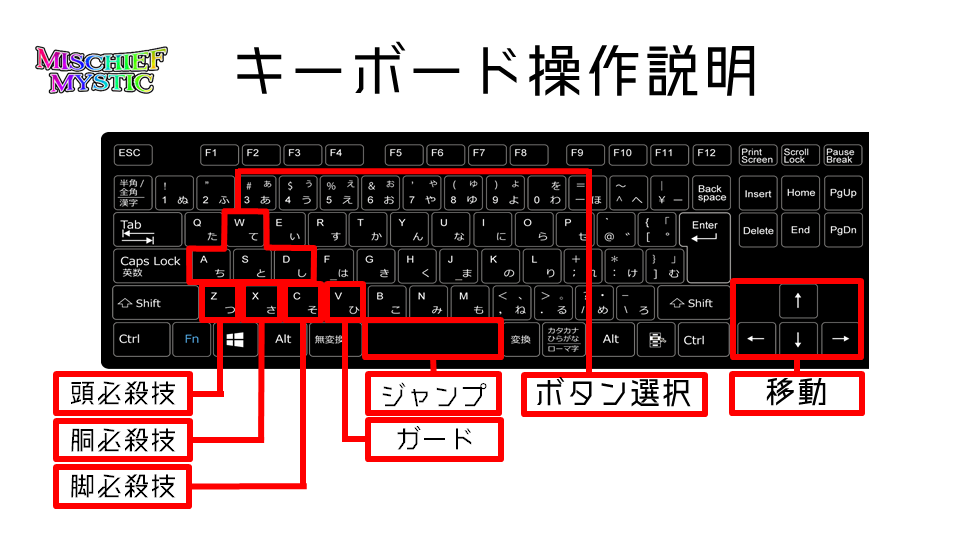 MISCHIEF
MYSTIC
キーボード操作説明
ESC F1 F2 F3 F4 F5 F6 F7 F8 F9 F10 F11 F12 Print Screen Scroll Lock Pause Break
半角/全角 漢字 ! 1 ぬ " 2 ふ # ぁ 3 あ $ ぅ 4 う % ぇ 5 え & ぉ 6 お ' ゃ 7 や ( ゅ 8 ゆ ) ょ 9 よ を 0 わ = ほ ～ ^ へ | ¥ ー Back space Insert Home PgUp
Tab Q た W て E い R す T か Y ん U な I に O ら P せ ` @ ゛ { 「 [ ° Enter Delete End PgDn
Caps Lock 英数 A ち S と D し F _は G き H く J _ま K の L り + ; れ * : け } 」 ] む
Shift Z つ X さ C そ V ひ B こ N み M も < 、 , ね > 。 . る ? ・ / め _ \ ろ Shift ↑
Ctrl Fn Alt 無変換 変換 カタカナ ひらがな ローマ字 Alt Ctrl ← ↓ →
頭必殺技
ジャンプ
ボタン選択
移動
胴必殺技
ガード
脚必殺技